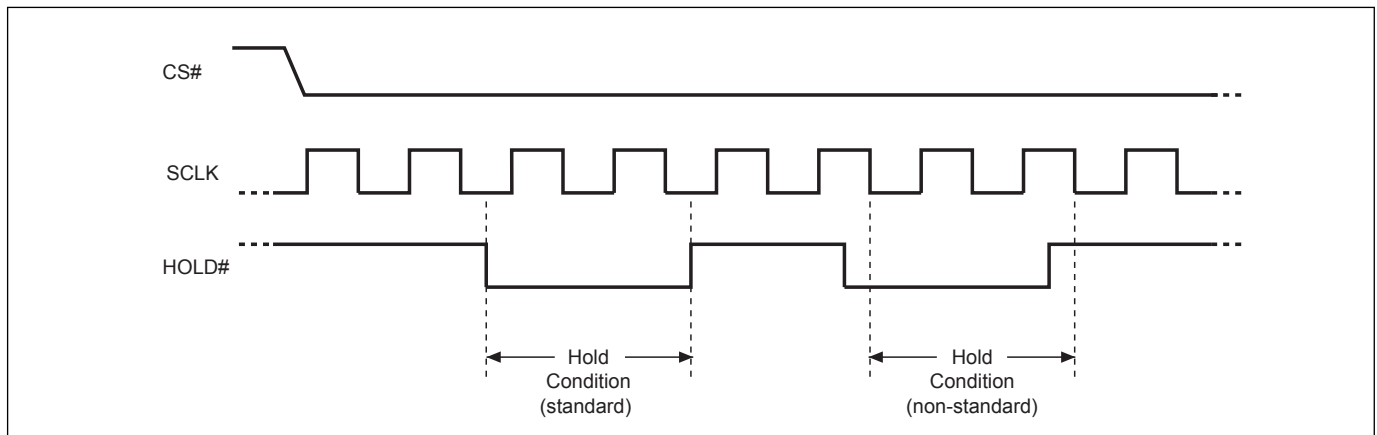 CS#
SCLK
HOLD#
Hold
Condition
(standard)
Hold
Condition
(non-standard)